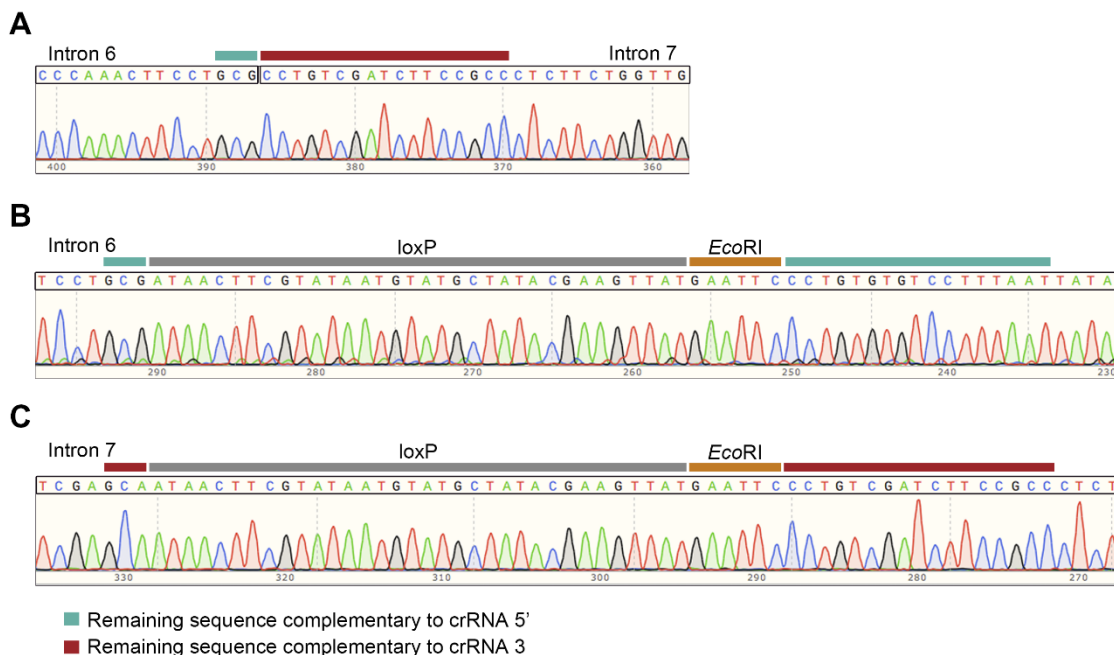 A
Intron 6 Intron 7
C C C A A A C T T C C T G C G C C T G T C G A T C T T C C G C C C T C T T C T G G T T G
400 390 380 370 360
B
Intron 6 loxP EcoRI
T C C T G C G A T A A C T T C G T A T A A T G T A T G C T A T A C G A A G T T A T G A A T T C C C T G T G T C C T T T A A T T A T A
290 280 270 260 250 240 230
C
Intron 7 loxP EcoRI
T C G A G C A A T A A C T T C G T A T A A T G T A T G C T A T A C G A A G T T A T G A A T T C C C T G T C G A T C T T C C G C C C T C T
330 320 310 300 290 280 270
Remaining sequence complementary to crRNA 5’
Remaining sequence complementary to crRNA 3